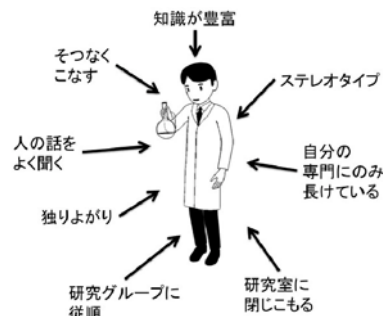 知識が豊富
そつなく
こなす
ステレオタイプ
人の話を
よく聞く
自分の
専門にのみ
長けている
独りよがり
研究グループに
従順
研究室に
閉じこもる